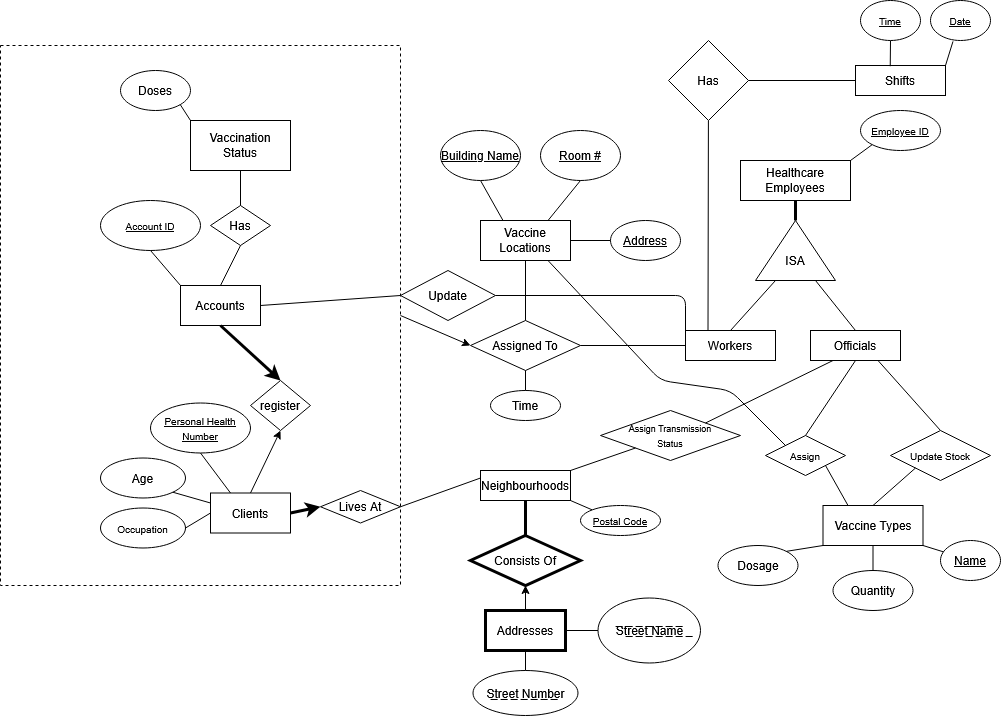 Time
Date
Has
Shifts
Doses
Vaccination
Status
Employee ID
Building Name
Room #
Healthcare
Employees
Account ID
Has
Vaccine
Locations
Address
ISA
Accounts
Update
Assigned To
Workers
Officials
register
Time
Personal Health
Number
Assign Transmission
Status
Assign
Update Stock
Age
Neighbourhoods
Occupation
Clients
Lives At
Postal Code
Vaccine Types
Consists Of
Dosage
Name
Quantity
Addresses
Street Name
Street Number